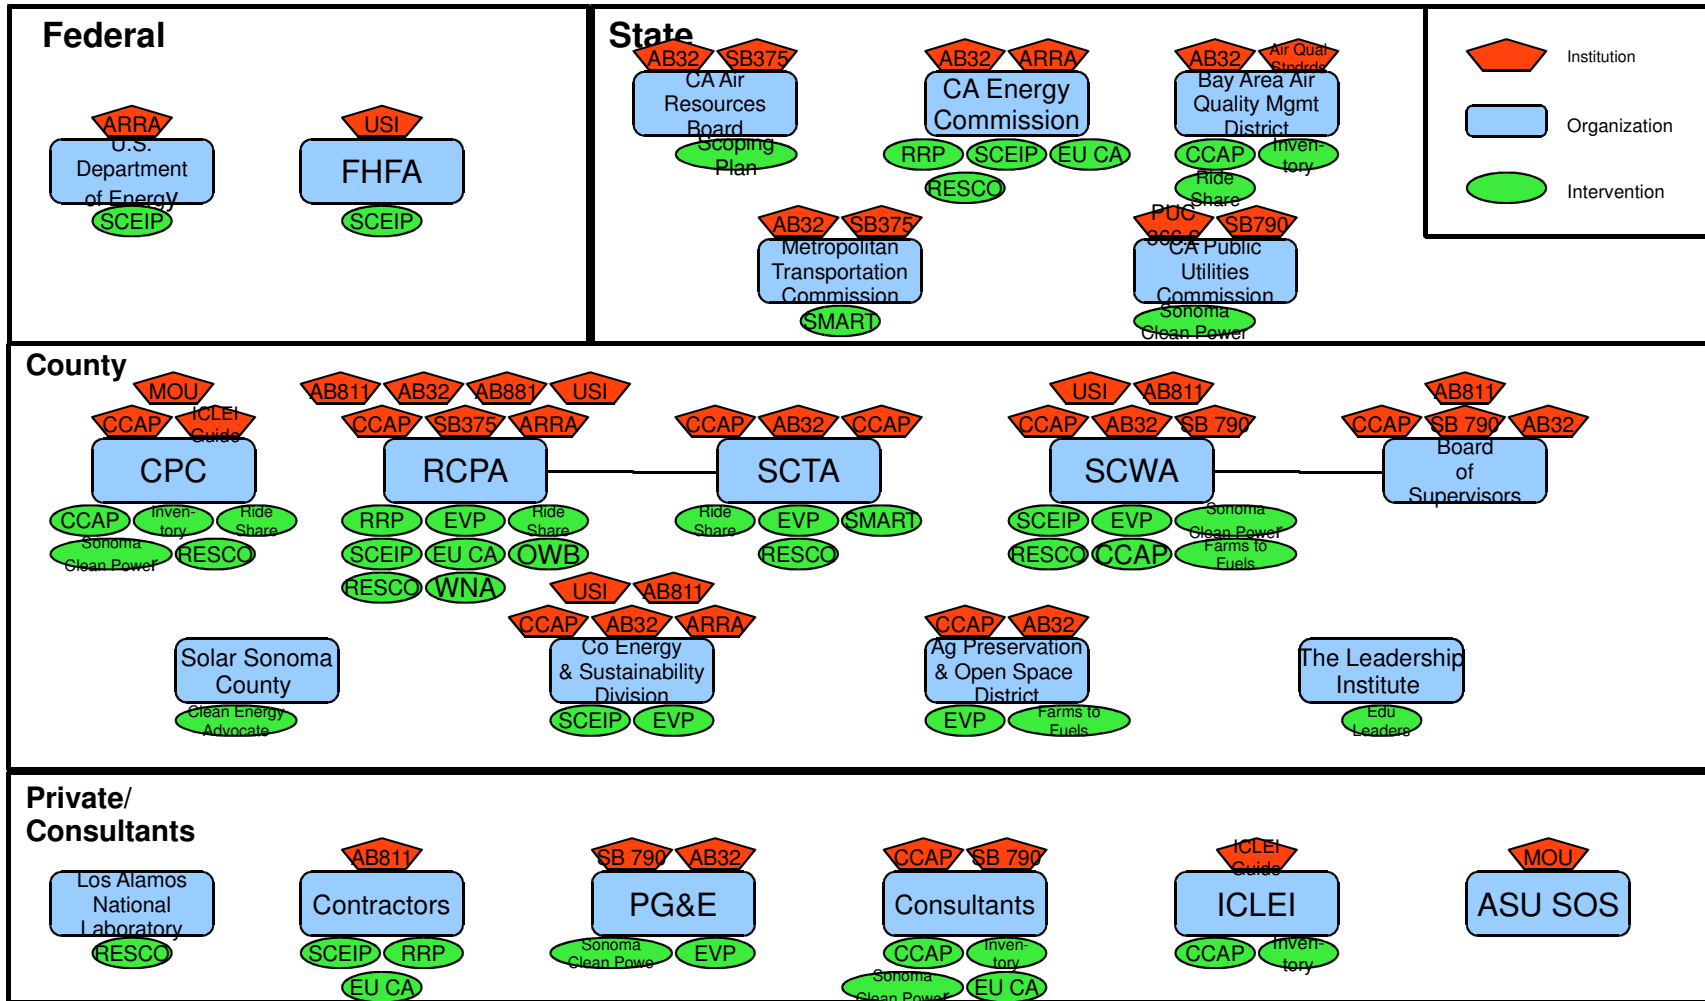 Federal
ARRA
U.S.
Department
of Energy
SCEIP
USI
FHFA
SCEIP
State
AB32 SB375
CA Air
Resources
Board
Scoping
Plan
AB32 ARRA
CA Energy
Commission
RRP SCEIP EU CA
RESCO
AB32 Air Qual
Stndrds
Bay Area Air
Quality Mgmt
District
CCAP Inven-
tory
Ride
Share
AB32 SB375
Metropolitan
Transportation
Commission
SMART
PUC
SB790
CA Public
Utilities
Commission
Sonoma
Clean Power
Institution
Organization
Intervention
County
MOU
CCAP ICLEI
Guide
CPC
CCAP Inven-
tory
Ride
Share
Sonoma
Clean Power
RESCO
AB811 AB32 AB881 USI
CCAP SB375 ARRA
RCPA
RRP EVP Ride
Share
SCEIP EU CA OWB
RESCO WNA
CCAP AB32 CCAP
SCTA
Ride
Share
EVP SMART
RESCO
USI AB811
CCAP AB32 SB 790
SCWA
SCEIP EVP Sonoma
Clean Power
RESCO CCAP Farms to
Fuels
AB811
CCAP SB 790 AB32
Board
of
Supervisors
Solar Sonoma
County
Clean Energy
Advocate
USI AB811
CCAP AB32 ARRA
Co Energy
& Sustainability
Division
SCEIP EVP
CCAP AB32
Ag Preservation
& Open Space
District
EVP Farms to
Fuels
The Leadership
Institute
Edu
Leaders
Private/
Consultants
Los Alamos
National
Laboratory
RESCO
AB811
Contractors
SCEIP RRP
EU CA
SB 790 AB32
PG&E
Sonoma
Clean Powe
EVP
CCAP SB 790
Consultants
CCAP Inven-
tory
Sonoma
Clean Power
EU CA
ICLEI
Guide
ICLEI
CCAP Inven-
tory
MOU
ASU SOS